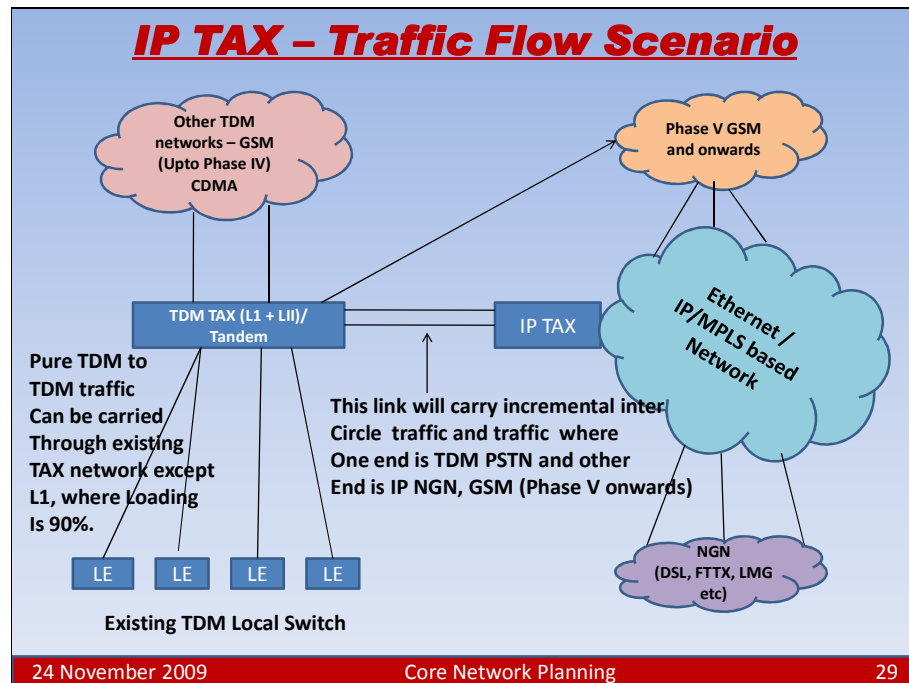 IP TAX – Traffic Flow Scenario
Other TDM
networks – GSM
(Upto Phase IV)
CDMA
Phase V GSM
and onwards
TDM TAX (L1 + LII)/
Tandem
IP TAX
Ethernet /
IP/MPLS based
Network
Pure TDM to
TDM traffic
Can be carried
Through existing
TAX network except
L1, where Loading
Is 90%.
This link will carry incremental inter
Circle traffic and traffic where
One end is TDM PSTN and other
End is IP NGN, GSM (Phase V onwards)
LE
LE
LE
LE
Existing TDM Local Switch
NGN
(DSL, FTTX, LMG
etc)
24 November 2009
Core Network Planning
29